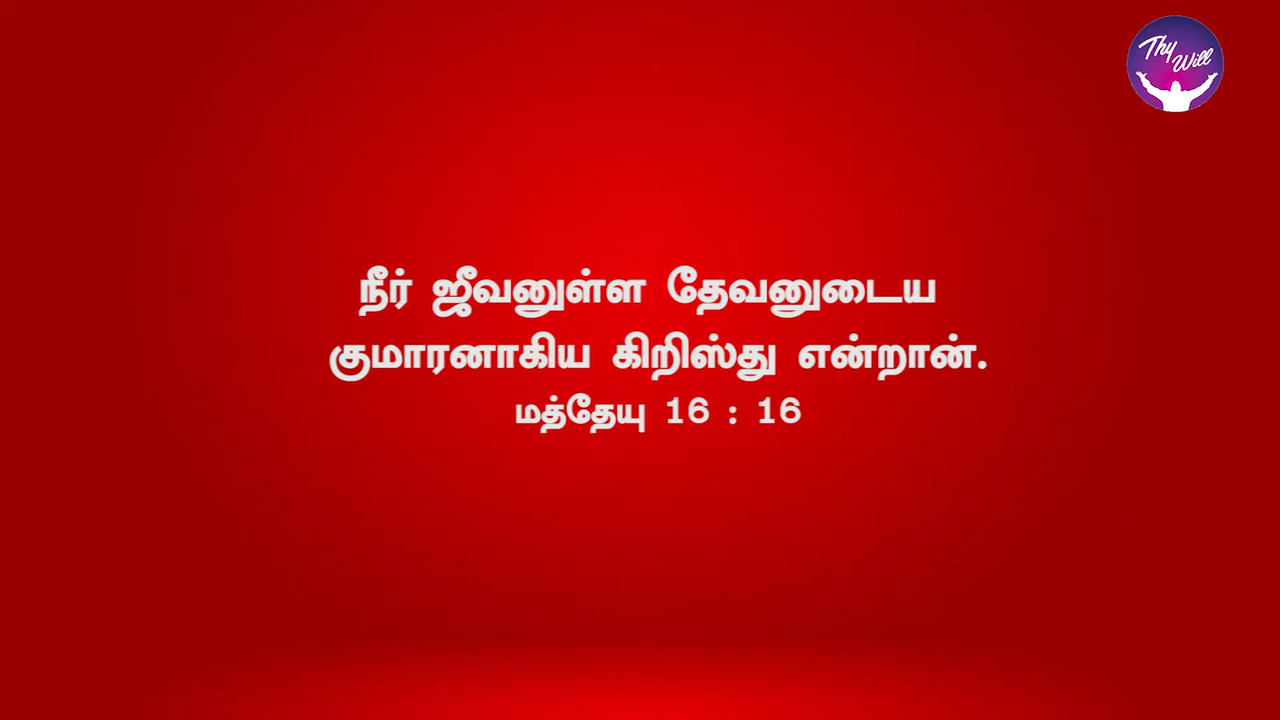 Thy
Will
நீர் ஜீவனுள்ள தேவனுடைய
குமாரனாகிய கிறிஸ்து என்றான்.
மத்தேயு 16 : 16